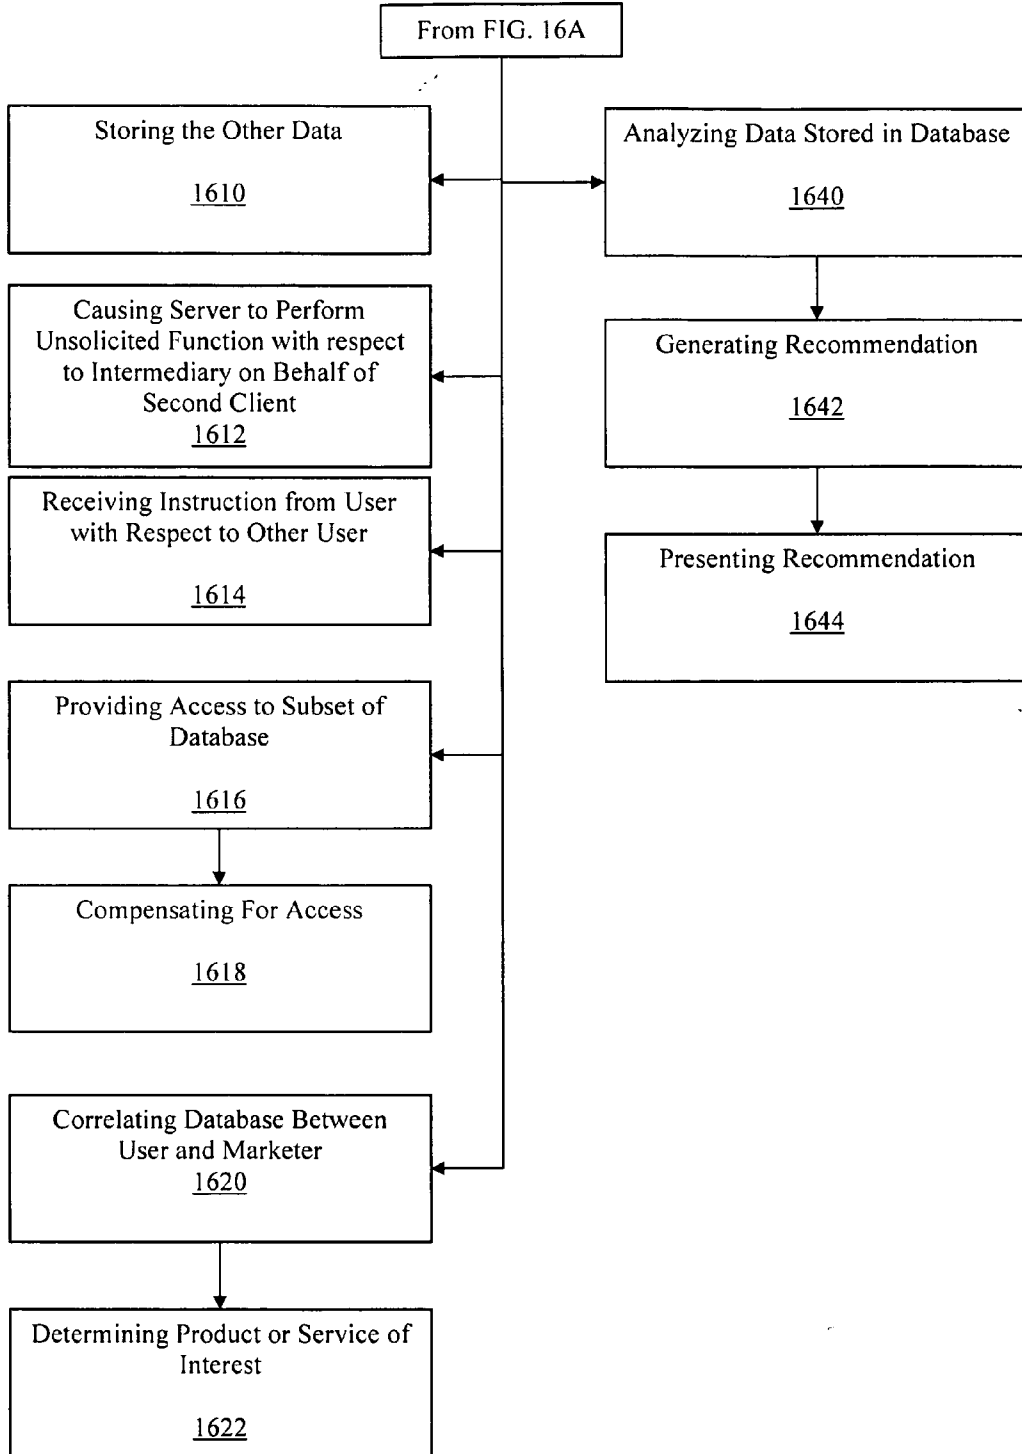 From FIG. 16A
Storing the Other Data
1610
Causing Server to Perform
Unsolicited Function with respect
to Intermediary on Behalf of
Second Client
1612
Receiving Instruction from User
with Respect to Other User
1614
Providing Access to Subset of
Database
1616
Compensating For Access
1618
Correlating Database Between
User and Marketer
1620
Determining Product or Service of
Interest
1622
Analyzing Data Stored in Database
1640
Generating Recommendation
1642
Presenting Recommendation
1644